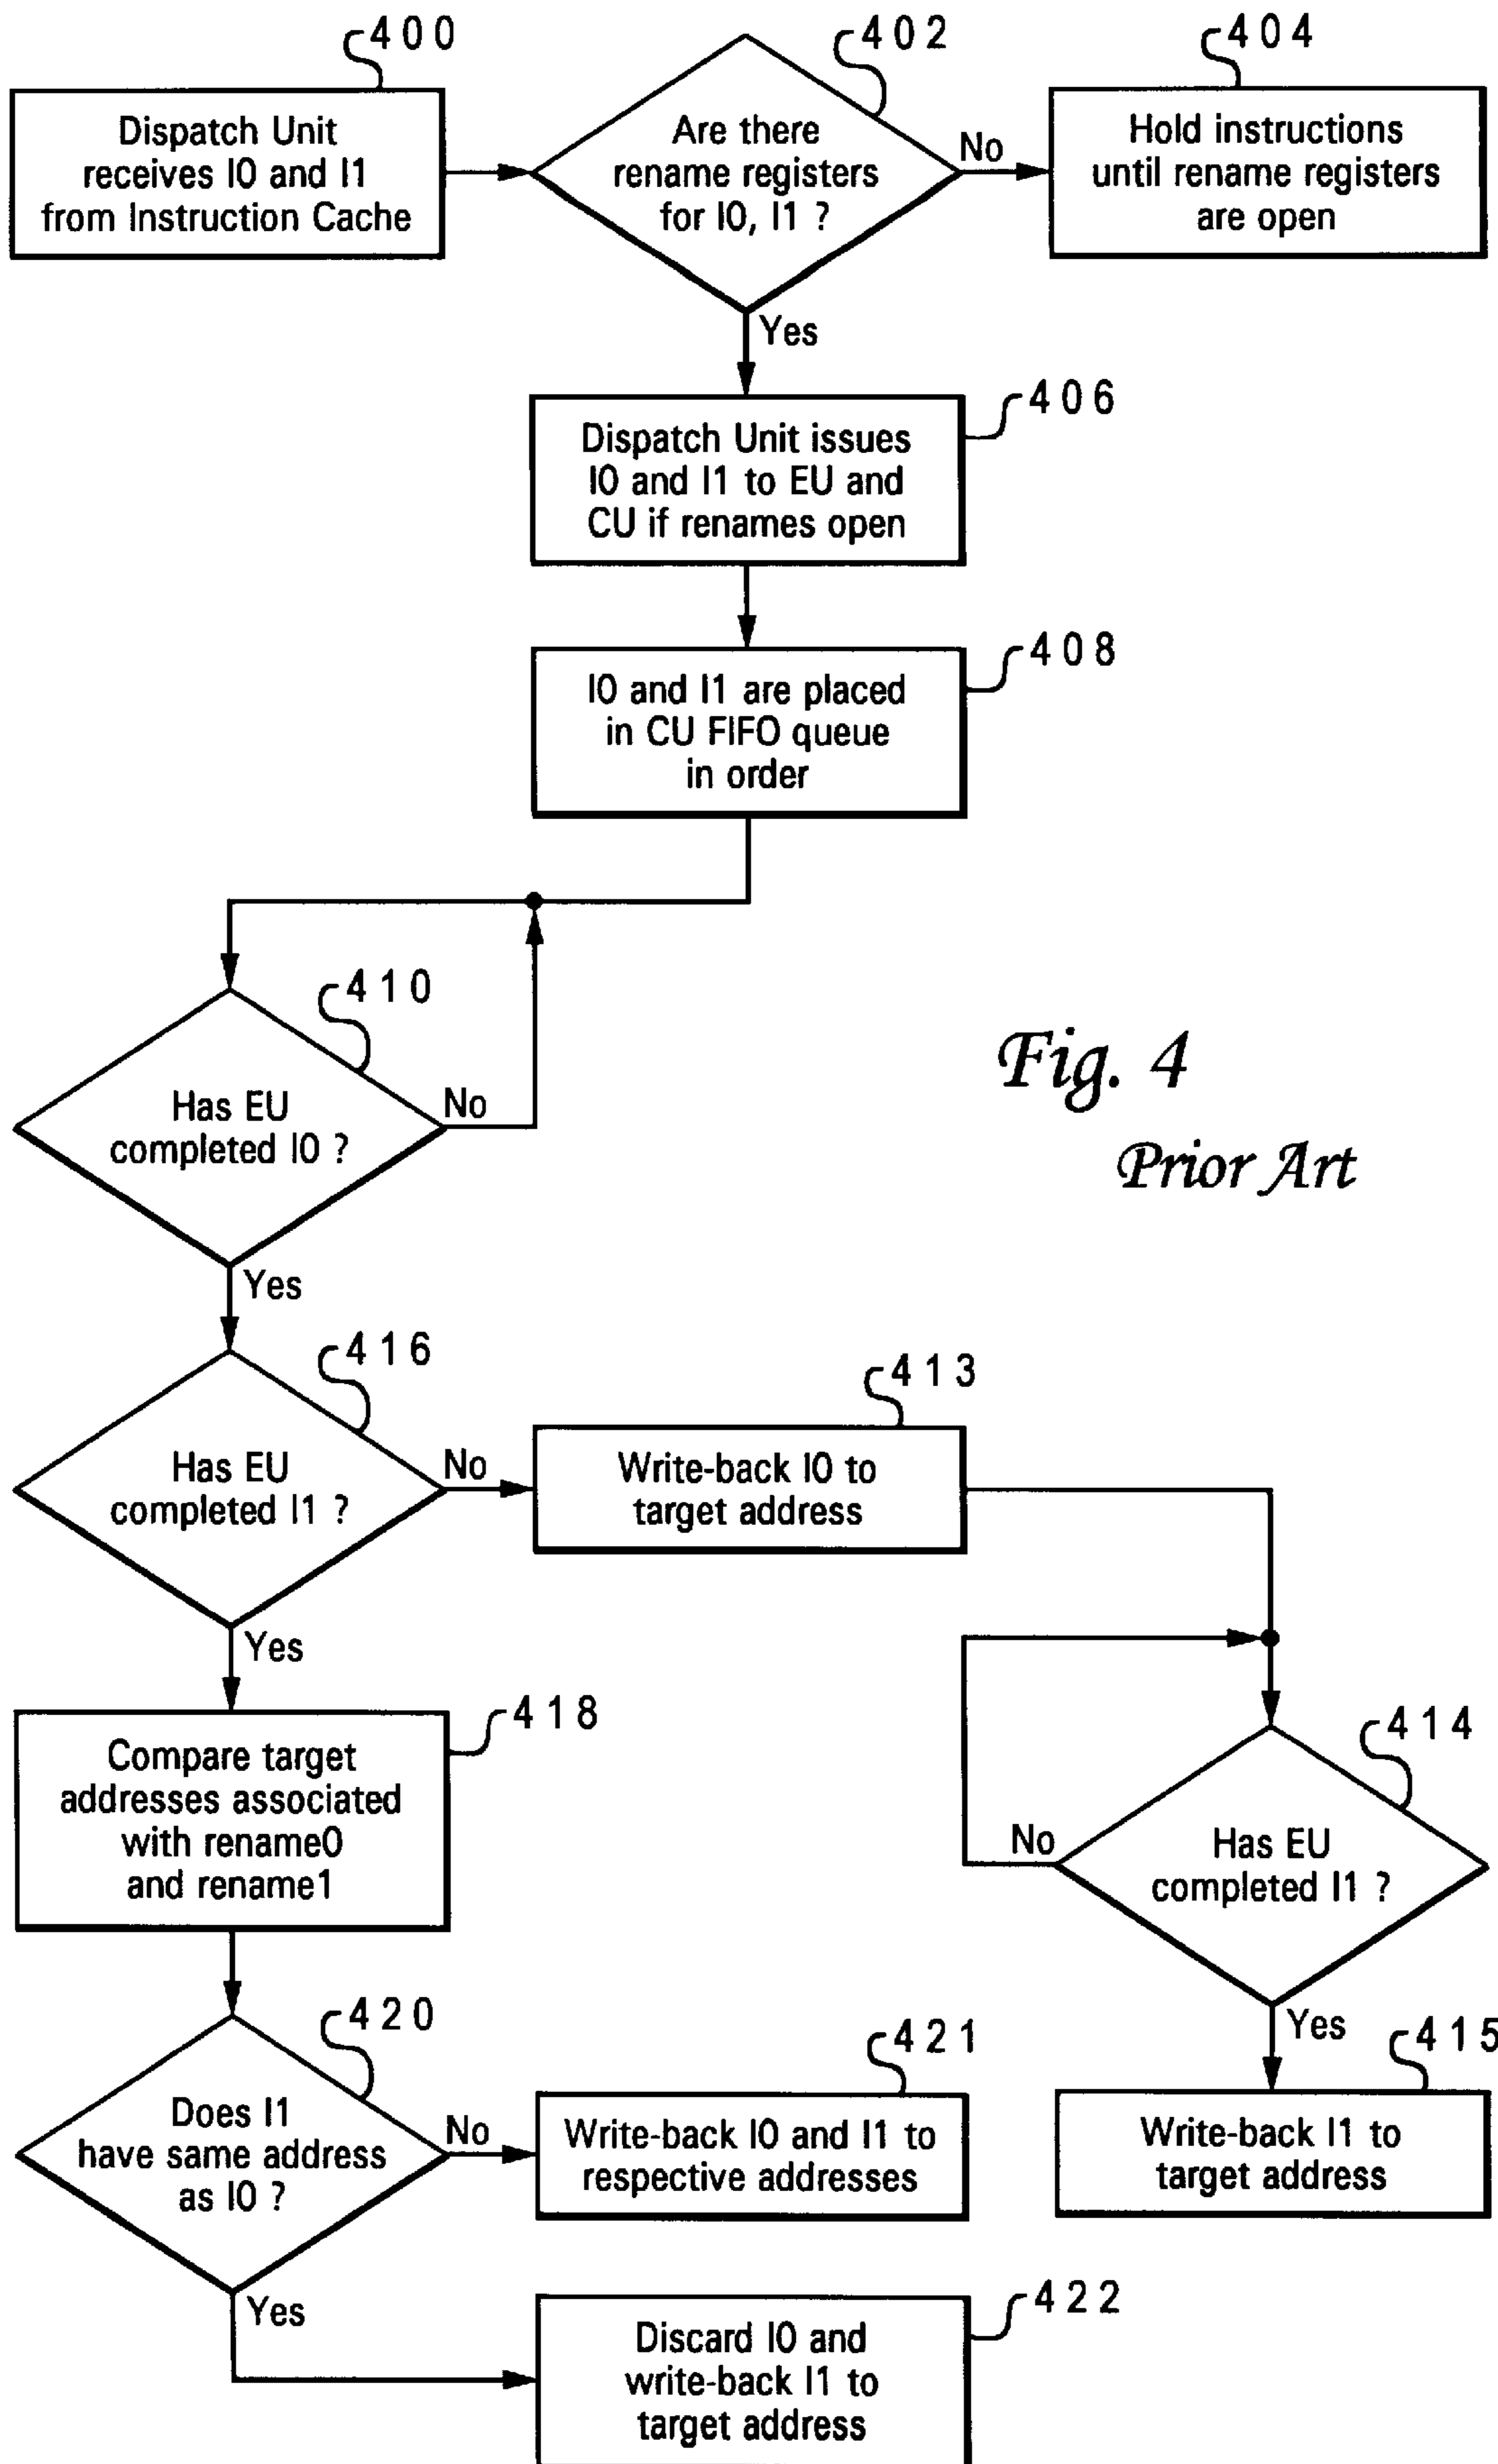 400
Dispatch Unit
receives I0 and I1
from Instruction Cache
402
Are there
rename registers
for I0, I1 ?
No
404
Hold instructions
until rename registers
are open
Yes
406
Dispatch Unit issues
I0 and I1 to EU and
CU if renames open
408
I0 and I1 are placed
in CU FIFO queue
in order
410
Has EU
completed I0 ?
No
Fig. 4
Prior Art
Yes
416
Has EU
completed I1 ?
No
413
Write-back I0 to
target address
Yes
418
Compare target
addresses associated
with rename0
and rename1
414
Has EU
completed I1 ?
No
Yes
415
Write-back I1 to
target address
420
Does I1
have same address
as I0 ?
No
421
Write-back I0 and I1 to
respective addresses
Yes
422
Discard I0 and
write-back I1 to
target address